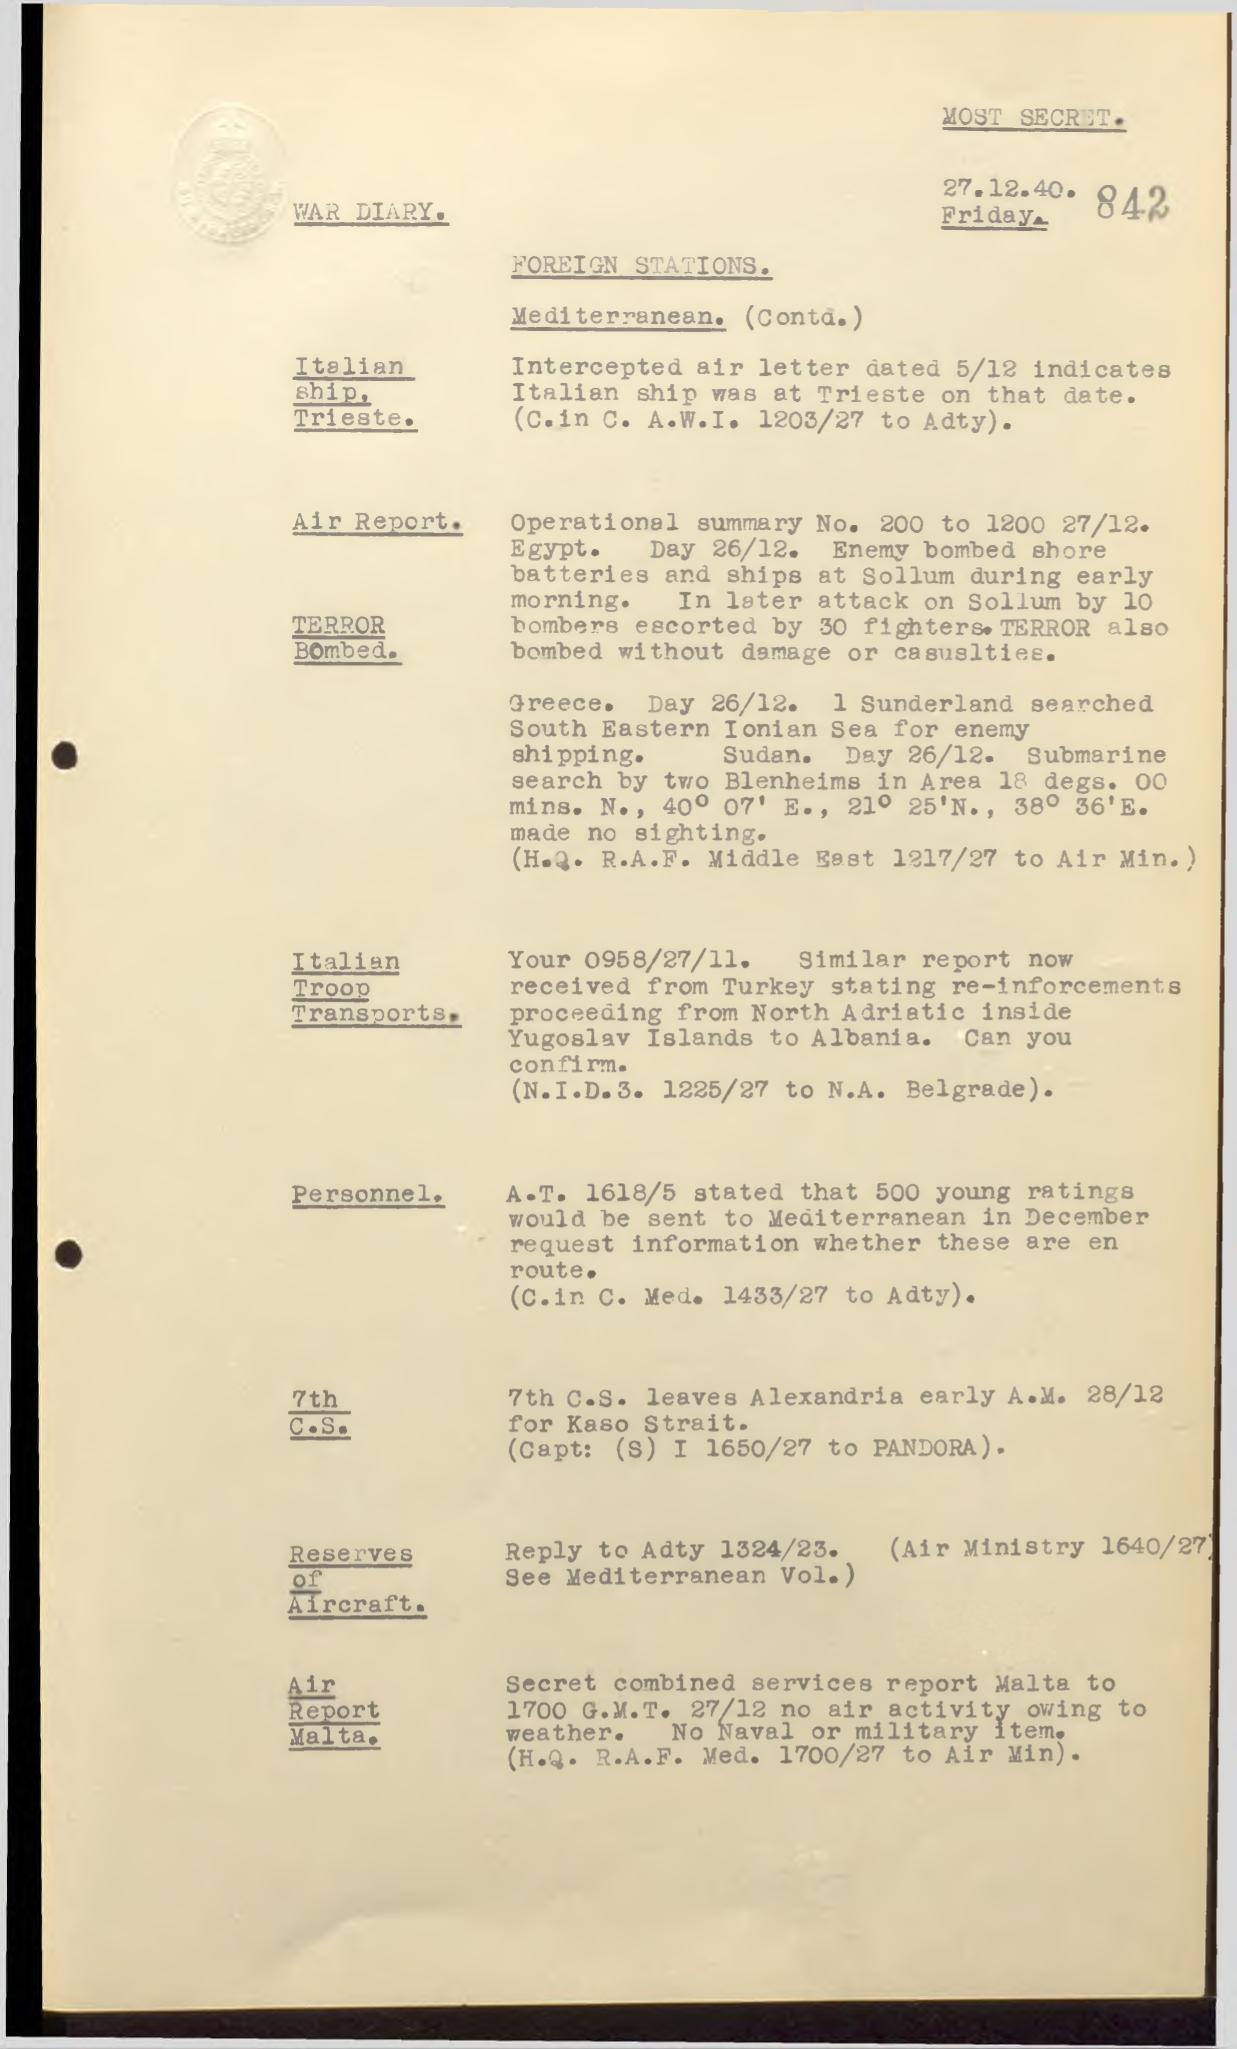 MOST SECRET.
27.12.40. 842
WAR DIARY. Friday.
FOREIGN STATIONS.
Mediterranean. (Contd.)
Italian
ship,
Trieste.
Intercepted air letter dated 5/12 indicates
Italian ship was at Trieste on that date.
(C.in C. A.W.I. 1203/27 to Adty).
Air Report.
Operational summary No. 200 to 1200 27/12.
Egypt. Day 26/12. Enemy bombed shore
batteries and ships at Sollum during early
morning. In later attack on Sollum by 10
TERROR
BOmbed.
bombers escorted by 30 fighters. TERROR also
bombed without damage or casuslties.
Greece. Day 26/12. 1 Sunderland searched
South Eastern Ionian Sea for enemy
shipping. Sudan. Day 26/12. Submarine
search by two Blenheims in Area 18 degs. 00
mins. N., 40° 07' E., 21° 25'N., 38° 36'E.
made no sighting.
(H.Q. R.A.F. Middle East 1217/27 to Air Min.)
Italian
Troop
Transports.
Your 0958/27/11. Similar report now
received from Turkey stating re-inforcements
proceeding from North Adriatic inside
Yugoslav Islands to Albania. Can you
confirm.
(N.I.D.3. 1225/27 to N.A. Belgrade).
Personnel.
A.T. 1618/5 stated that 500 young ratings
would be sent to Mediterranean in December
request information whether these are en
route.
(C.in C. Med. 1433/27 to Adty).
7th
C.S.
7th C.S. leaves Alexandria early A.M. 28/12
for Kaso Strait.
(Capt: (S) I 1650/27 to PANDORA).
Reserves
of
Aircraft.
Reply to Adty 1324/23. (Air Ministry 1640/27)
See Mediterranean Vol.)
Air
Report
Malta.
Secret combined services report Malta to
1700 G.M.T. 27/12 no air activity owing to
weather. No Naval or military item.
(H.Q. R.A.F. Med. 1700/27 to Air Min).